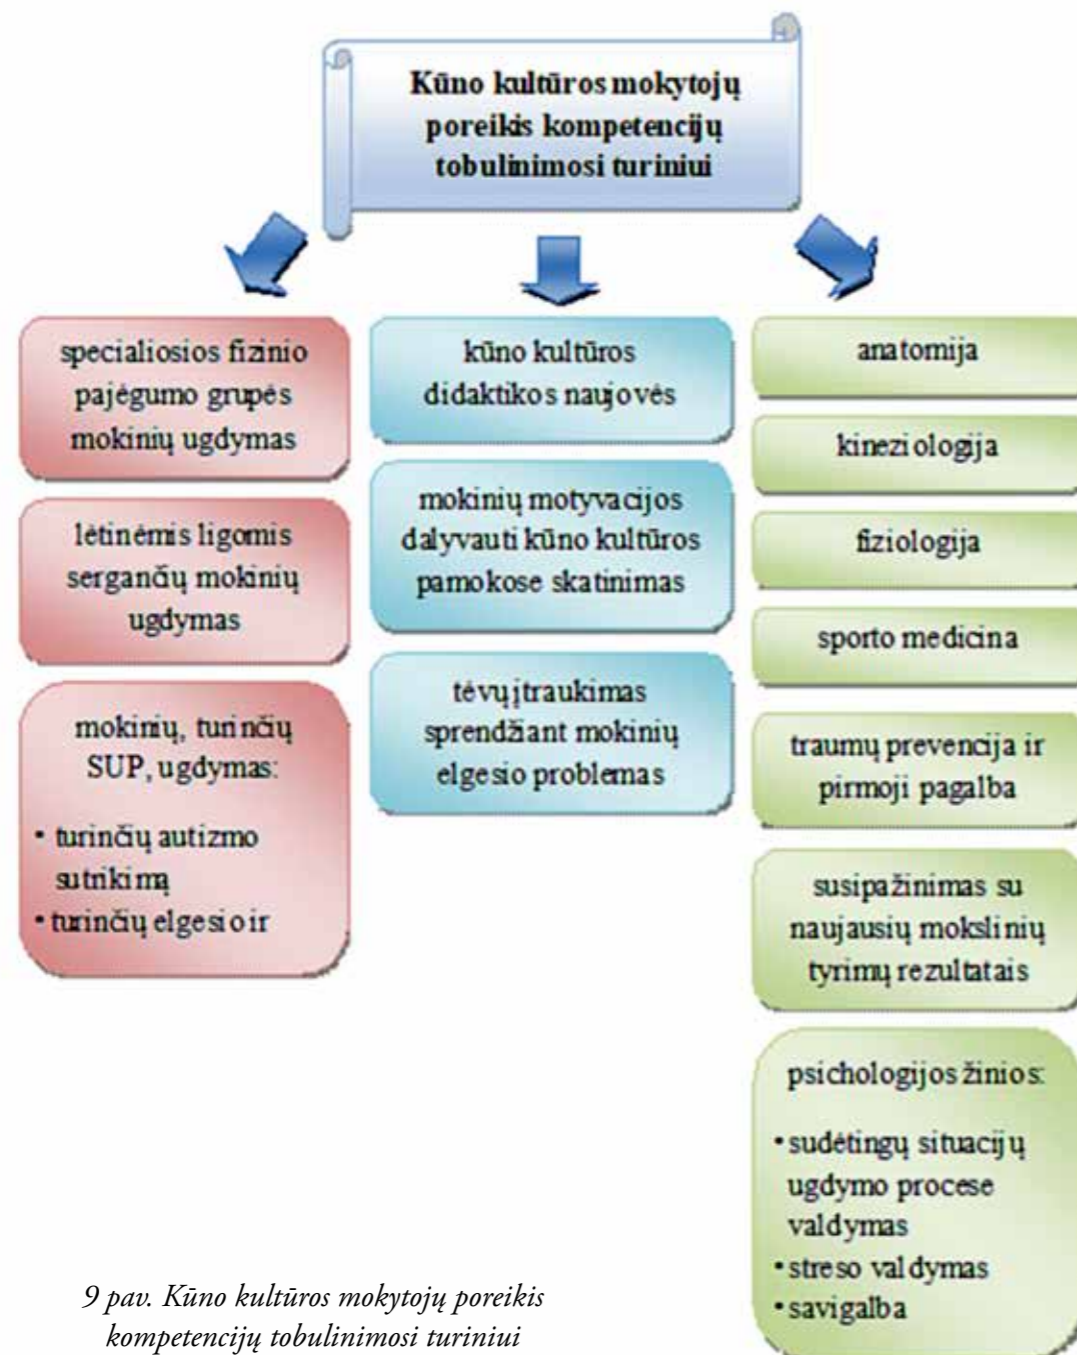 Kūno kultūros mokytojų
poreikis kompetencijų
tobulinimosi turiniui
specialiosios fizinio
pajėgumo grupės
mokinių ugdymas
lėtinėmis ligomis
sergančių mokinių
ugdymas
mokinių, turinčių
SUP, ugdymas:
• turinčių autizmo
sutrikimą
• turinčių elgesio ir
kūno kultūros
didaktikos naujovės
mokinių motyvacijos
dalyvauti kūno kultūros
pamokose skatinimas
tėvų įtraukimas
sprendžiant mokinių
elgesio problemas
anatomija
kineziologija
fiziologija
sporto medicina
traumų prevencija ir
pirmoji pagalba
susipažinimas su
naujausių mokslinių
tyrimų rezultatais
psichologijos žinios:
• sudėtingų situacijų
ugdymo procese
valdymas
• streso valdymas
• savigalba
9 pav. Kūno kultūros mokytojų poreikis
kompetencijų tobulinimosi turiniui